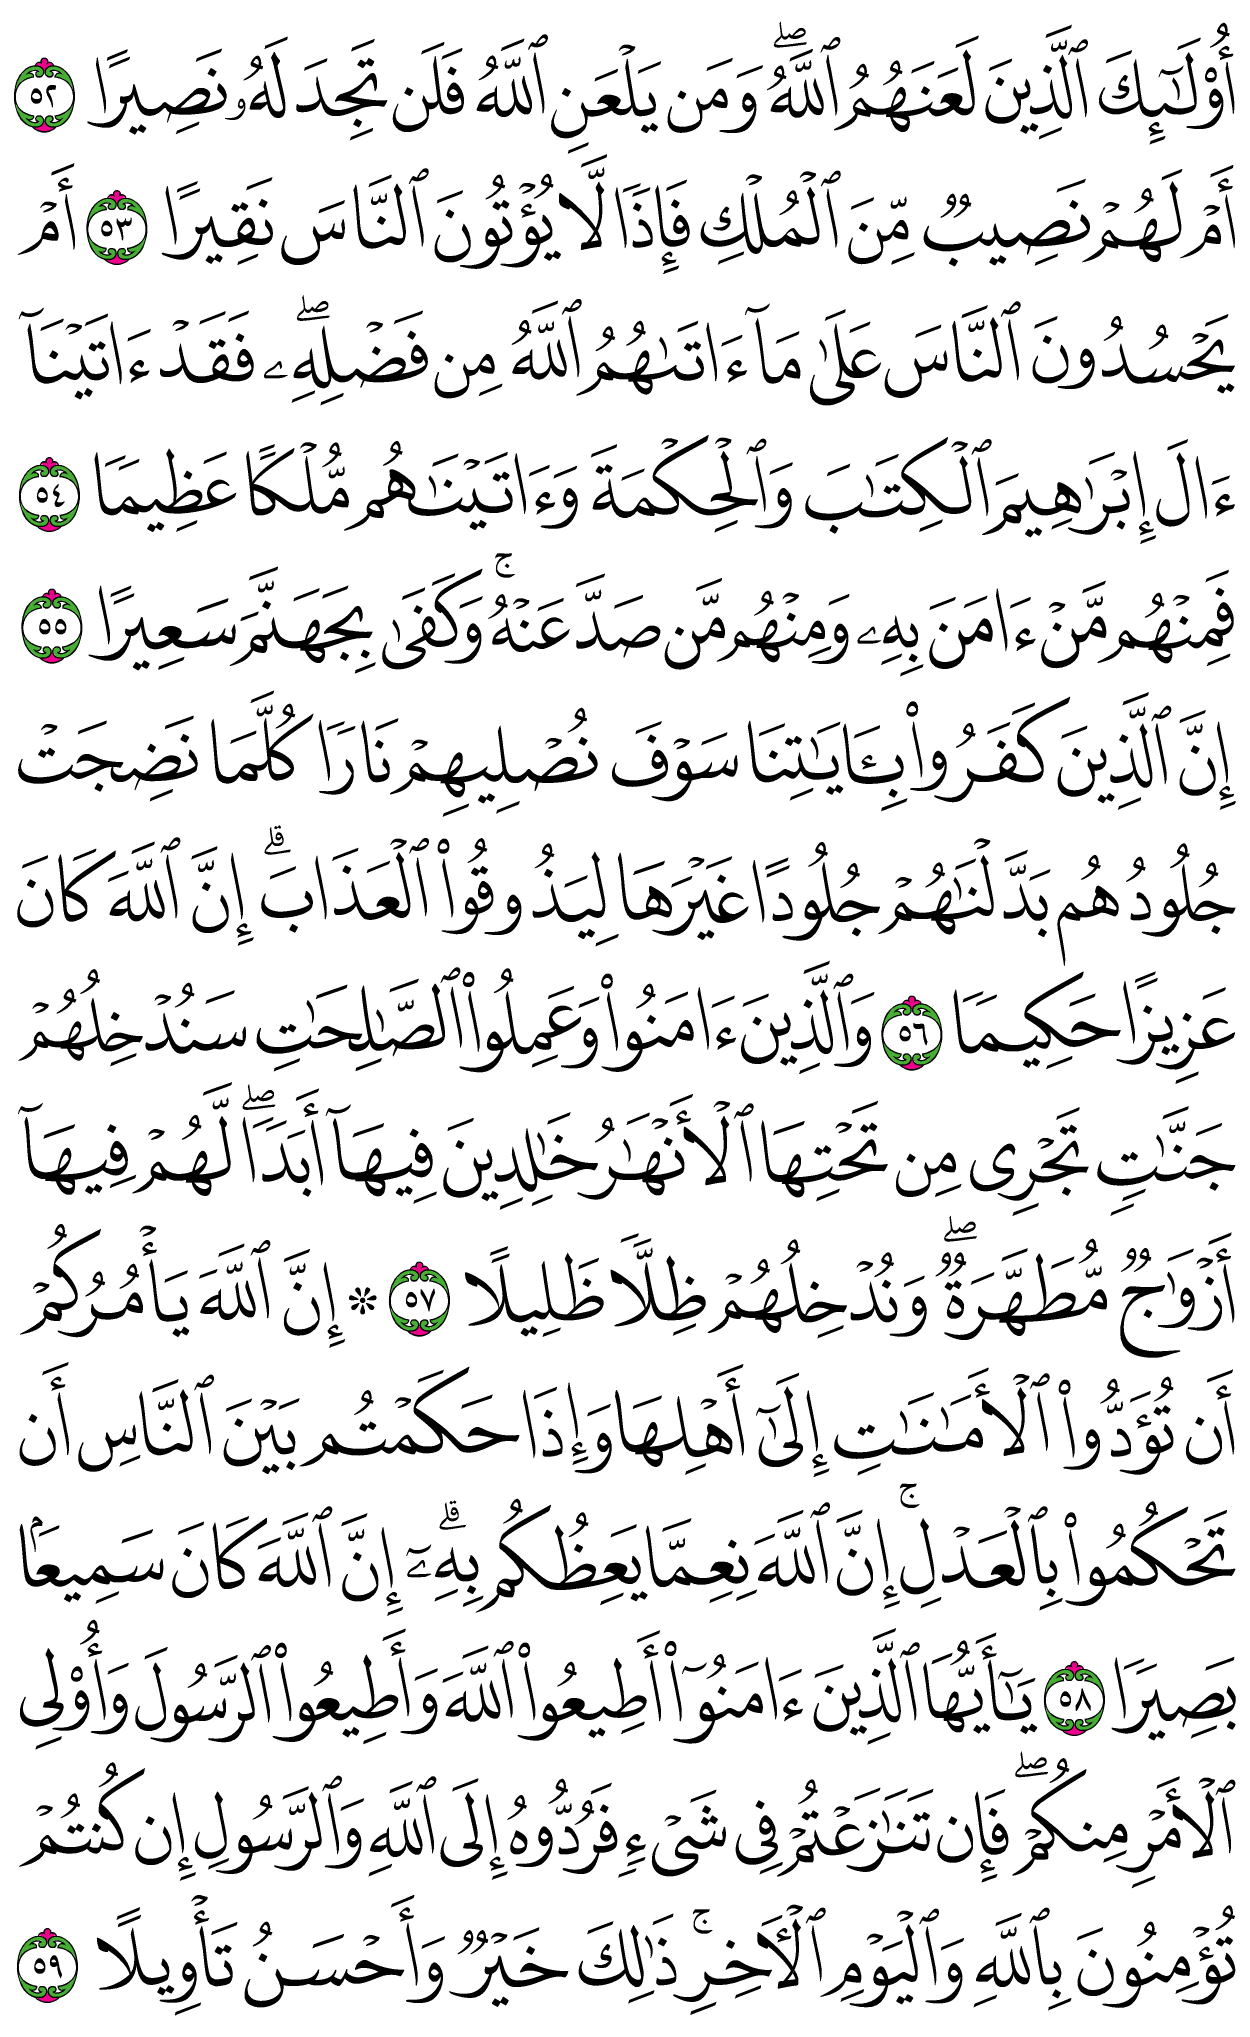 أُوْلَٰٓئِكَ ٱلَّذِينَ لَعَنَهُمُ ٱللَّهُۖ وَمَن يَلْعَنِ ٱللَّهُ فَلَن تَجِدَ لَهُۥ نَصِيرًا ٥٢
أَمْ لَهُمْ نَصِيبٌ مِّنَ ٱلْمُلْكِ فَإِذًا لَّا يُؤْتُونَ ٱلنَّاسَ نَقِيرًا ٥٣ أَمْ
يَحْسُدُونَ ٱلنَّاسَ عَلَىٰ مَآ ءَاتَىٰهُمُ ٱللَّهُ مِن فَضْلِهِۦۖ فَقَدْ ءَاتَيْنَآ
ءَالَ إِبْرَٰهِيمَ ٱلْكِتَٰبَ وَٱلْحِكْمَةَ وَءَاتَيْنَٰهُم مُّلْكًا عَظِيمًا ٥٤
فَمِنْهُم مَّنْ ءَامَنَ بِهِۦ وَمِنْهُم مَّن صَدَّ عَنْهُۚ وَكَفَىٰ بِجَهَنَّمَ سَعِيرًا ٥٥
إِنَّ ٱلَّذِينَ كَفَرُواْ بِـَٔايَٰتِنَا سَوْفَ نُصْلِيهِمْ نَارًا كُلَّمَا نَضِجَتْ
جُلُودُهُم بَدَّلْنَٰهُمْ جُلُودًا غَيْرَهَا لِيَذُوقُواْ ٱلْعَذَابَۗ إِنَّ ٱللَّهَ كَانَ
عَزِيزًا حَكِيمًا ٥٦ وَٱلَّذِينَ ءَامَنُواْ وَعَمِلُواْ ٱلصَّٰلِحَٰتِ سَنُدْخِلُهُمْ
جَنَّٰتٍ تَجْرِى مِن تَحْتِهَا ٱلْأَنْهَٰرُ خَٰلِدِينَ فِيهَآ أَبَدًاۖ لَّهُمْ فِيهَآ
أَزْوَٰجٌ مُّطَهَّرَةٌۖ وَنُدْخِلُهُمْ ظِلًّا ظَلِيلًا ٥٧ ۞ إِنَّ ٱللَّهَ يَأْمُرُكُمْ
أَن تُؤَدُّواْ ٱلْأَمَٰنَٰتِ إِلَىٰٓ أَهْلِهَا وَإِذَا حَكَمْتُم بَيْنَ ٱلنَّاسِ أَن
تَحْكُمُواْ بِٱلْعَدْلِۚ إِنَّ ٱللَّهَ نِعِمَّا يَعِظُكُم بِهِۦٓۗ إِنَّ ٱللَّهَ كَانَ سَمِيعًۢا
بَصِيرًا ٥٨ يَٰٓأَيُّهَا ٱلَّذِينَ ءَامَنُوٓاْ أَطِيعُواْ ٱللَّهَ وَأَطِيعُواْ ٱلرَّسُولَ وَأُوْلِى
ٱلْأَمْرِ مِنكُمْۖ فَإِن تَنَٰزَعْتُمْ فِى شَىْءٍ فَرُدُّوهُ إِلَى ٱللَّهِ وَٱلرَّسُولِ إِن كُنتُمْ
تُؤْمِنُونَ بِٱللَّهِ وَٱلْيَوْمِ ٱلْـَٔاخِرِۚ ذَٰلِكَ خَيْرٌ وَأَحْسَنُ تَأْوِيلًا ٥٩